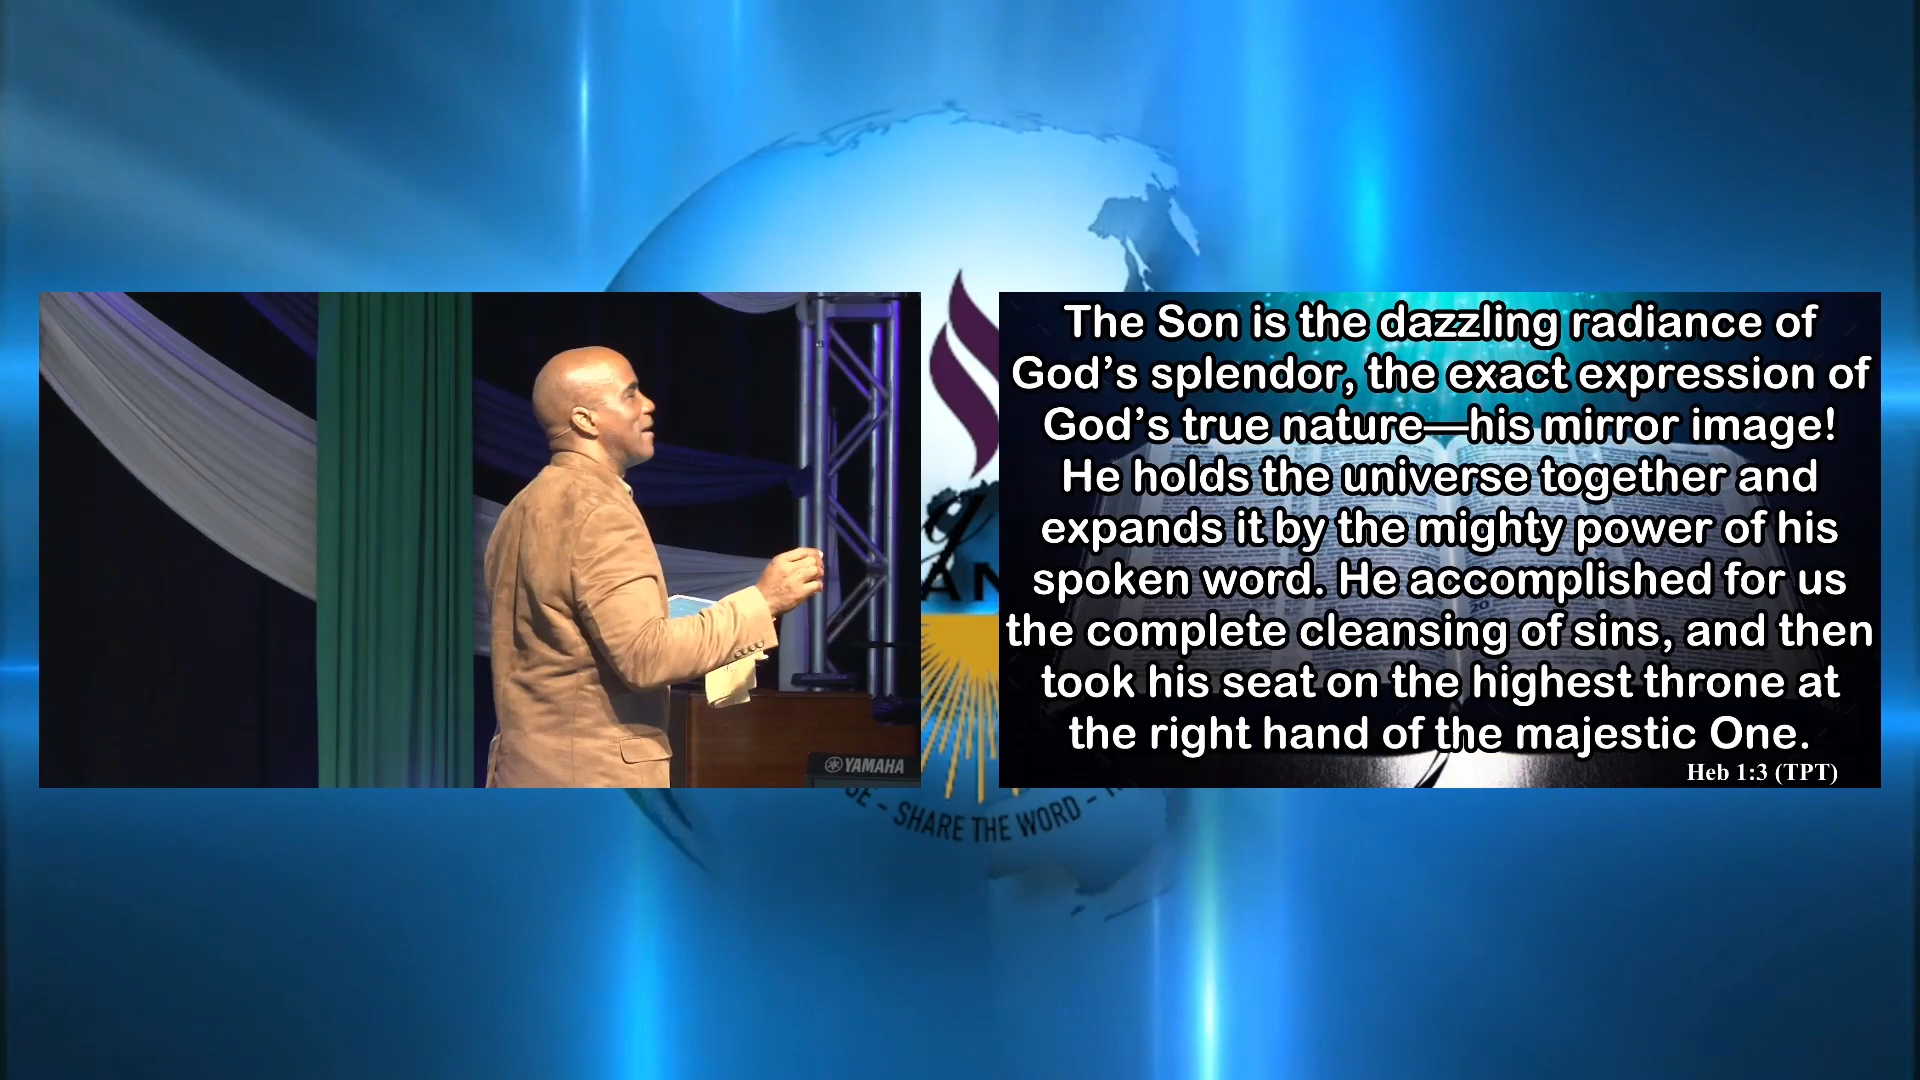 The Son is the dazzling radiance of
God’s splendor, the exact expression of
God’s true nature—his mirror image!
He holds the universe together and
expands it by the mighty power of his
spoken word. He accomplished for us
the complete cleansing of sins, and then
took his seat on the highest throne at
the right hand of the majestic One.
Heb 1:3 (TPT)
YAMAHA
- SHARE THE WORD -